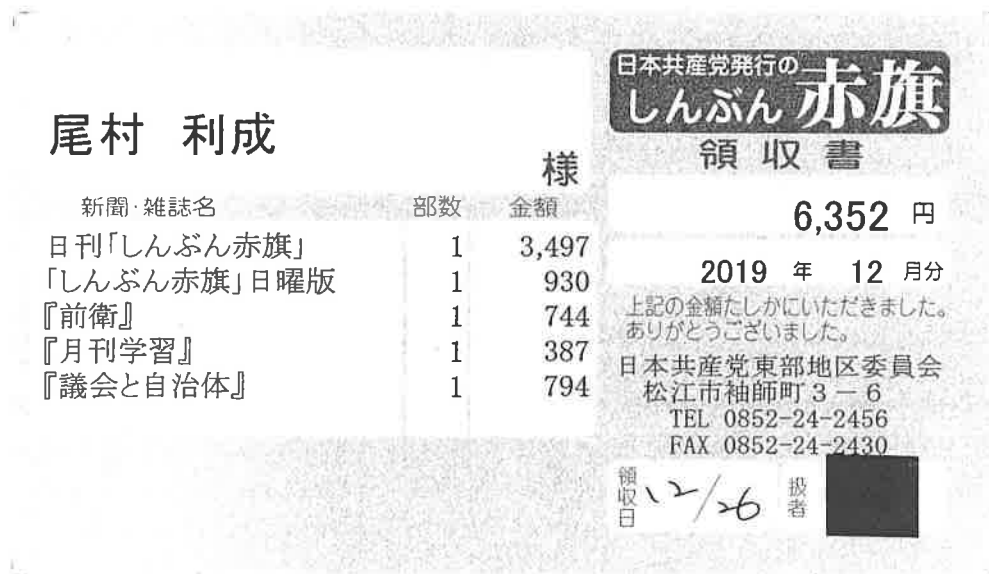 尾村 利成
様
新聞・雑誌名 部数 金額
日刊「しんぶん赤旗」 1 3,497
「しんぶん赤旗」日曜版 1 930
『前衛』 1 744
『月刊学習』 1 387
『議会と自治体』 1 794
日本共産党発行の
しんぶん赤旗
領収書
6,352 円
2019 年 12 月分
上記の金額たしかにいただきました。
ありがとうございました。
日本共産党東部地区委員会
松江市袖師町3-6
TEL 0852-24-2456
FAX 0852-24-2430
領収日 12/26 扱者